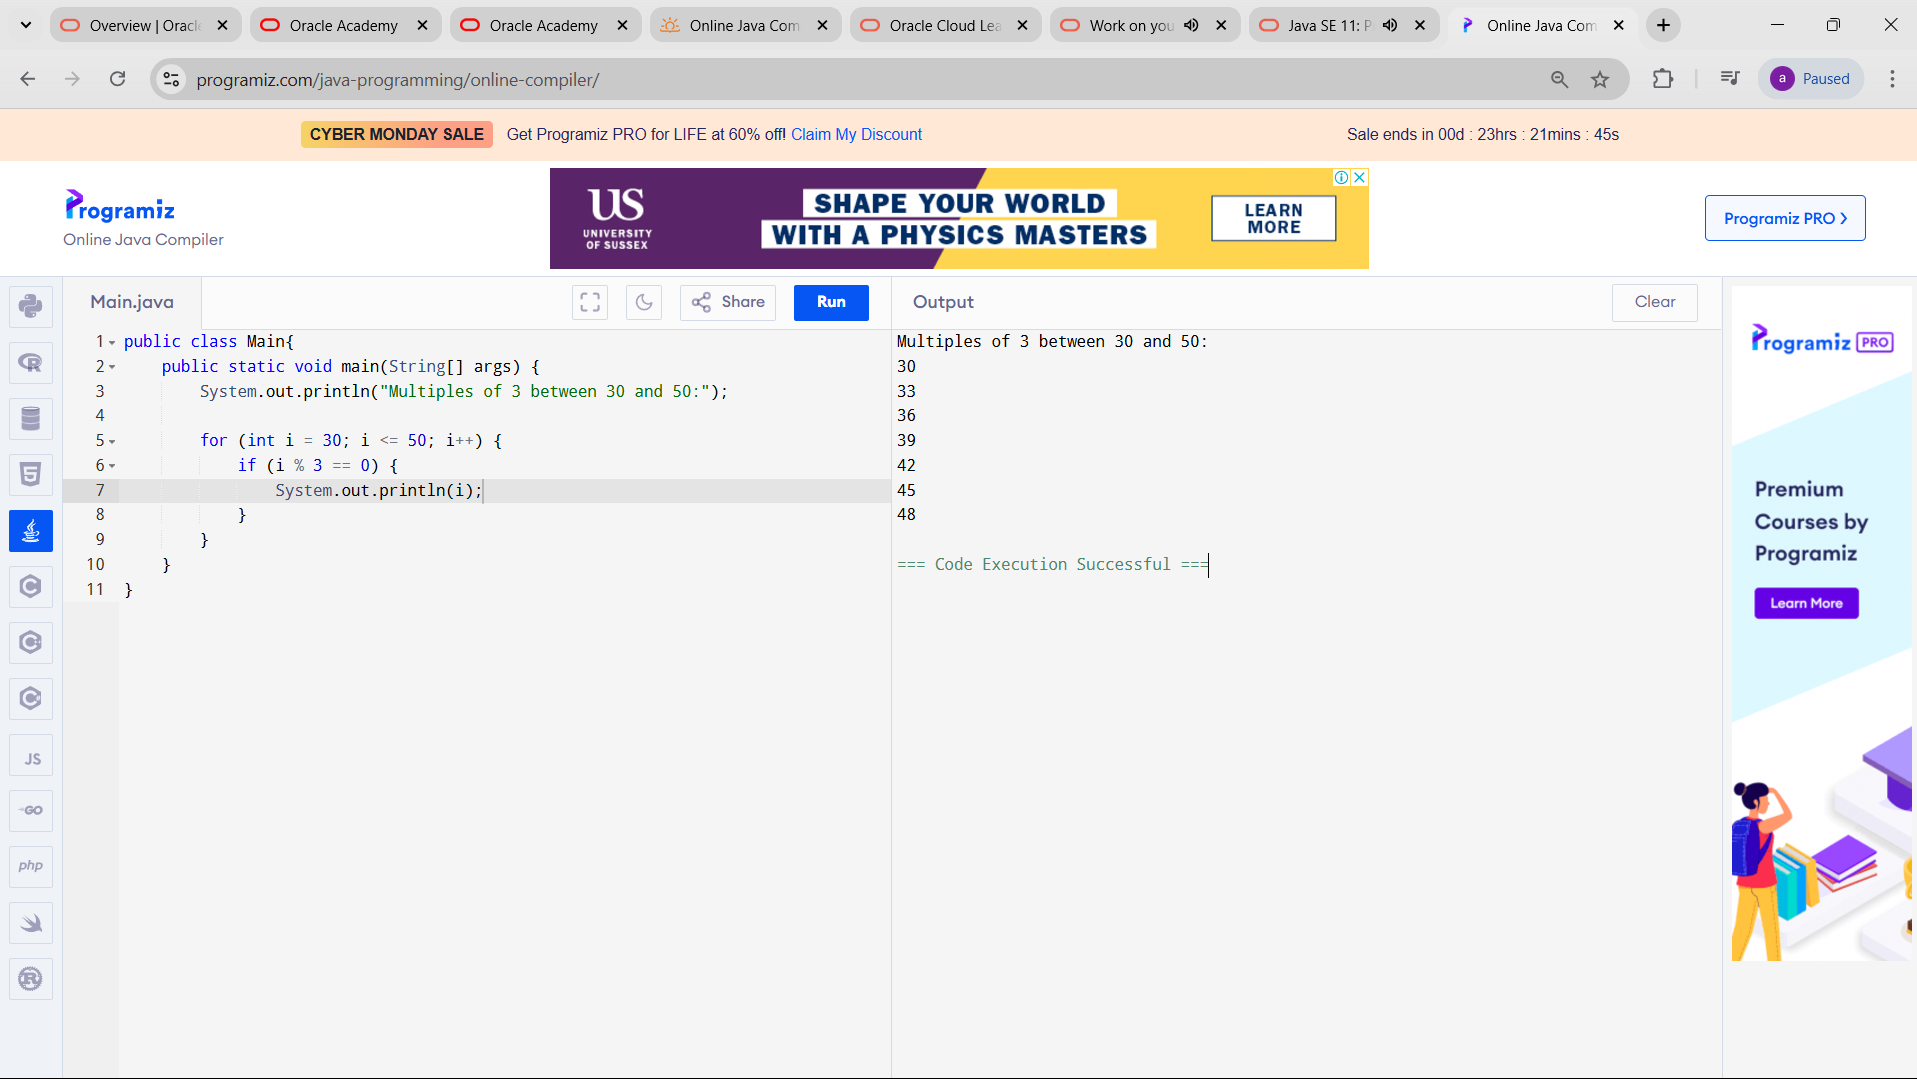 Overview | Oracle
Oracle Academy
Oracle Academy
Online Java Com
Oracle Cloud Lea
Work on you
Java SE 11: P
Online Java Com
programiz.com/java-programming/online-compiler/
a Paused
CYBER MONDAY SALE Get Programiz PRO for LIFE at 60% off! Claim My Discount Sale ends in 00d : 23hrs : 21mins : 45s
Programiz
Online Java Compiler
US
UNIVERSITY
OF SUSSEX
SHAPE YOUR WORLD
WITH A PHYSICS MASTERS
LEARN
MORE
Programiz PRO
Main.java
Share
Run
Output
Clear
1 public class Main{
2 public static void main(String[] args) {
3 System.out.println("Multiples of 3 between 30 and 50:");
4
5 for (int i = 30; i <= 50; i++) {
6 if (i % 3 == 0) {
7 System.out.println(i);
8 }
9 }
10 }
11 }
Multiples of 3 between 30 and 50:
30
33
36
39
42
45
48
=== Code Execution Successful ===
JS
GO
php
Programiz PRO
Premium
Courses by
Programiz
Learn More